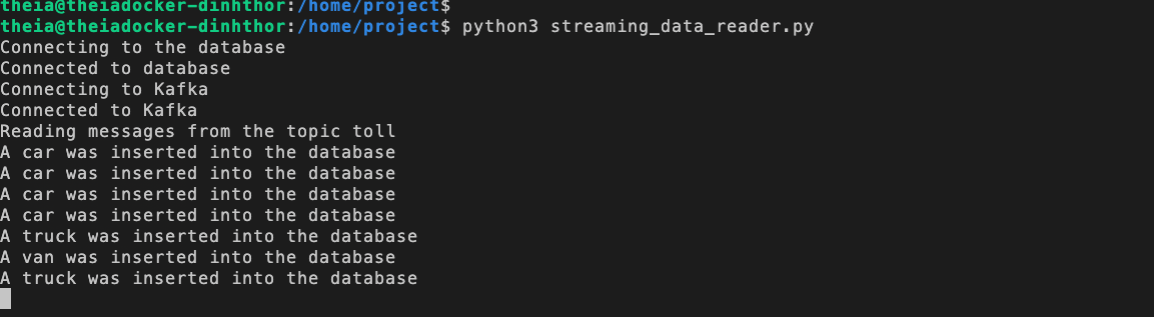 theia@theiadocker-dinhthor:/home/project$
theia@theiadocker-dinhthor:/home/project$ python3 streaming_data_reader.py
Connecting to the database
Connected to database
Connecting to Kafka
Connected to Kafka
Reading messages from the topic toll
A car was inserted into the database
A car was inserted into the database
A car was inserted into the database
A car was inserted into the database
A truck was inserted into the database
A van was inserted into the database
A truck was inserted into the database